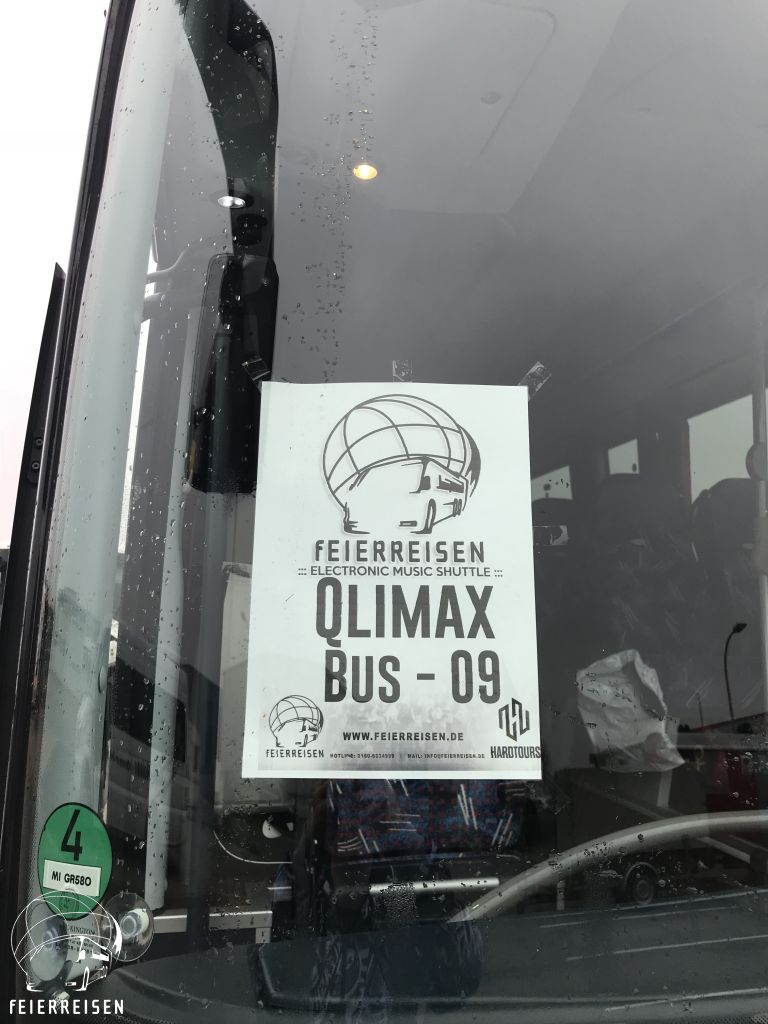 FEIERREISEN
::: ELECTRONIC MUSIC SHUTTLE :::
QLIMAX
BUS - 09
WWW.FEIERREISEN.DE
FEIERREISEN
HARDTOURS
MAIL: INFO@FEIERREISEN.DE
4
MI GR580
FEIERREISEN